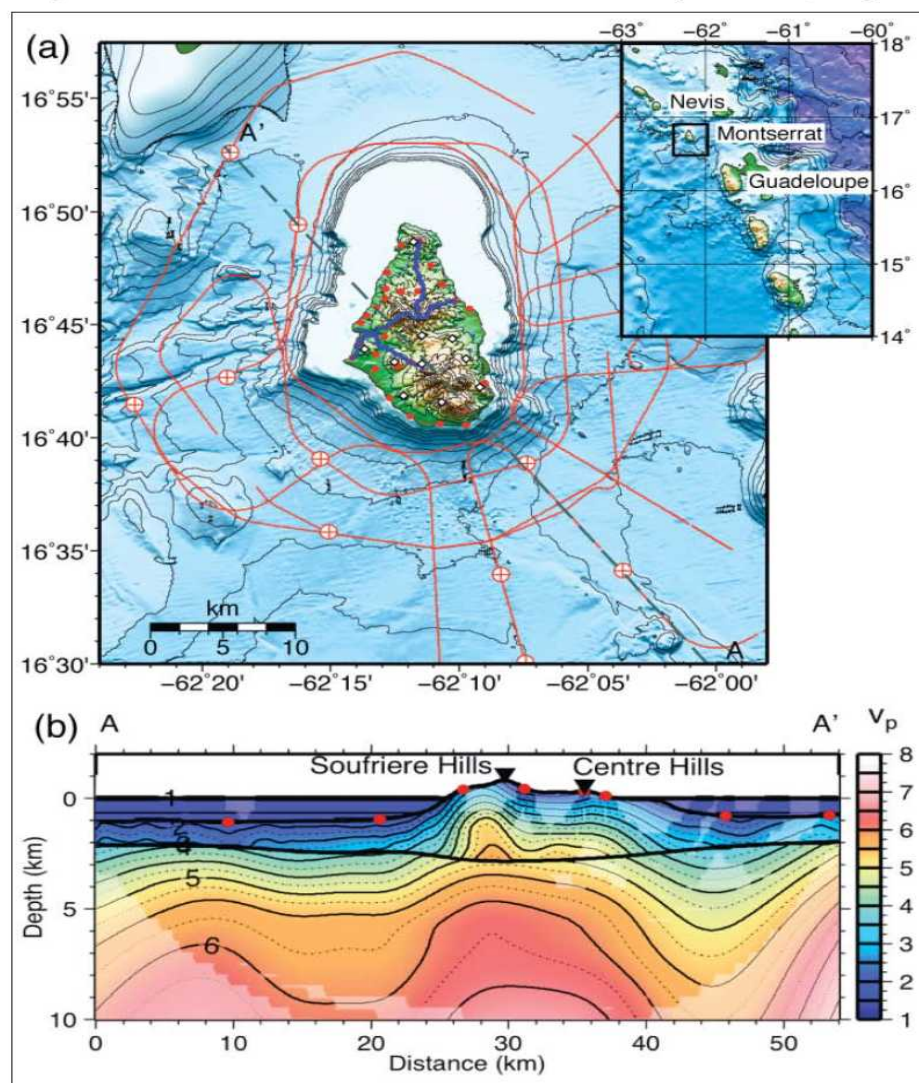 (a)
−63° −62° −61° −60°
18°
17°
16°
15°
14°
Nevis
Montserrat
Guadeloupe
A'
16°55'
16°50'
16°45'
16°40'
16°35'
16°30'
km
0 5 10
A
−62°20' −62°15' −62°10' −62°05' −62°00'
(b)
A A' vp
Soufriere Hills Centre Hills
Depth (km)
0
5
10
1
2
5
6
8
7
6
5
4
3
2
1
0 10 20 30 40 50
Distance (km)